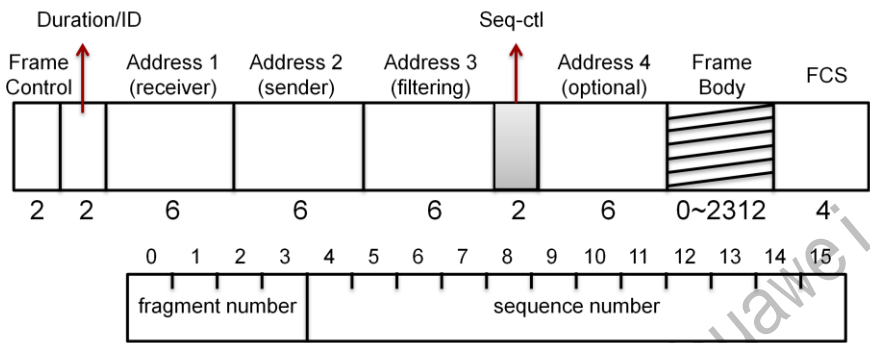 Duration/ID Seq-ctl
Frame Control Address 1 (receiver) Address 2 (sender) Address 3 (filtering) Address 4 (optional) Frame Body FCS
2 2 6 6 6 2 6 0~2312 4
0 1 2 3 4 5 6 7 8 9 10 11 12 13 14 15
fragment number sequence number